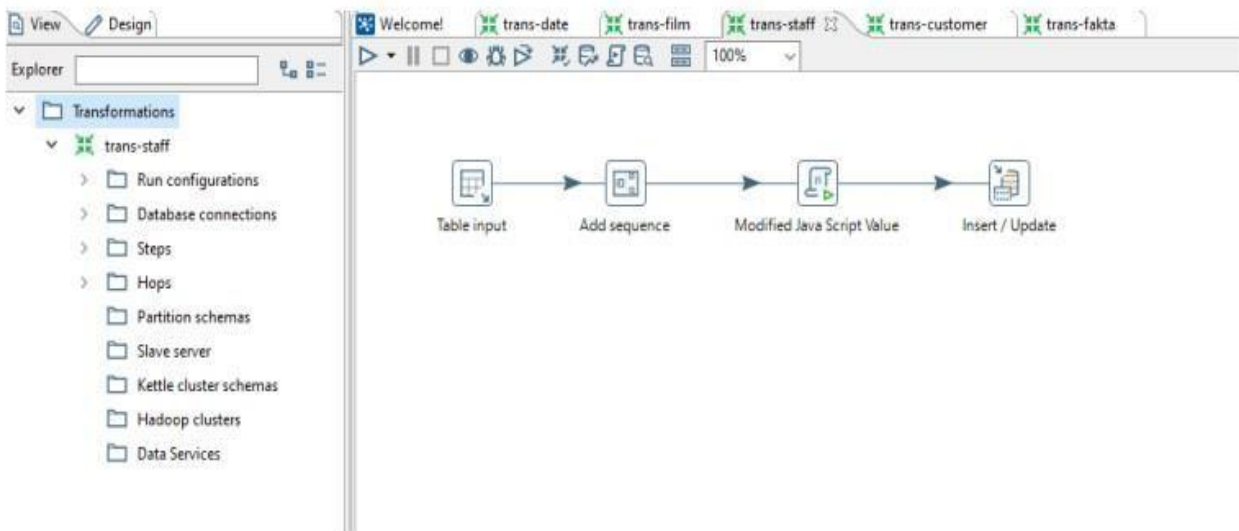 View Design
Explorer
Transformations
trans-staff
Run configurations
Database connections
Steps
Hops
Partition schemas
Slave server
Kettle cluster schemas
Hadoop clusters
Data Services
Welcome! trans-date trans-film trans-staff trans-customer trans-fakta
100%
Table input Add sequence Modified Java Script Value Insert / Update